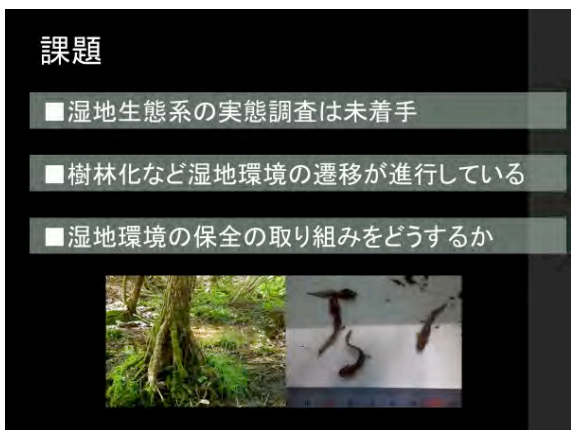 課題
■湿地生態系の実態調査は未着手
■樹林化など湿地環境の遷移が進行している
■湿地環境の保全の取り組みをどうするか